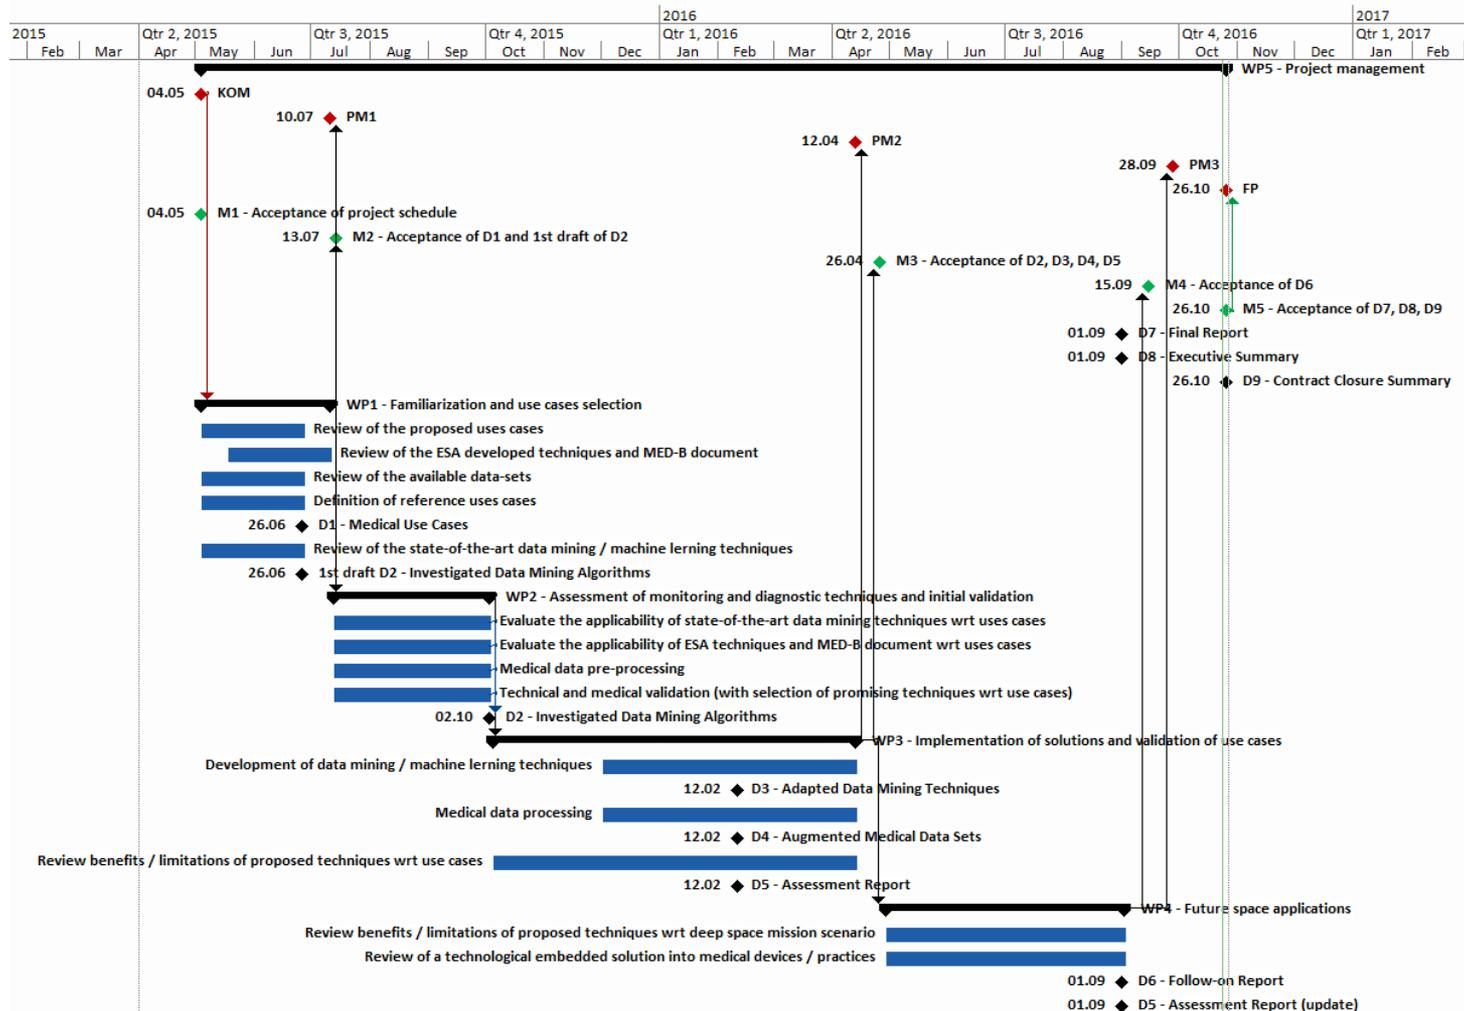 2016 2017
2015 Qtr 2, 2015 Qtr 3, 2015 Qtr 4, 2015 Qtr 1, 2016 Qtr 2, 2016 Qtr 3, 2016 Qtr 4, 2016 Qtr 1, 2017
Feb Mar Apr May Jun Jul Aug Sep Oct Nov Dec Jan Feb Mar Apr May Jun Jul Aug Sep Oct Nov Dec Jan Feb
WP5 - Project management
04.05 KOM
10.07 PM1
12.04 PM2
28.09 PM3
26.10 FP
04.05 M1 - Acceptance of project schedule
13.07 M2 - Acceptance of D1 and 1st draft of D2
26.04 M3 - Acceptance of D2, D3, D4, D5
15.09 M4 - Acceptance of D6
26.10 M5 - Acceptance of D7, D8, D9
01.09 D7 - Final Report
01.09 D8 - Executive Summary
26.10 D9 - Contract Closure Summary
WP1 - Familiarization and use cases selection
Review of the proposed uses cases
Review of the ESA developed techniques and MED-B document
Review of the available data-sets
Definition of reference uses cases
26.06 D1 - Medical Use Cases
Review of the state-of-the-art data mining / machine lerning techniques
26.06 1st draft D2 - Investigated Data Mining Algorithms
WP2 - Assessment of monitoring and diagnostic techniques and initial validation
Evaluate the applicability of state-of-the-art data mining techniques wrt uses cases
Evaluate the applicability of ESA techniques and MED-B document wrt uses cases
Medical data pre-processing
Technical and medical validation (with selection of promising techniques wrt use cases)
02.10 D2 - Investigated Data Mining Algorithms
WP3 - Implementation of solutions and validation of use cases
Development of data mining / machine lerning techniques
12.02 D3 - Adapted Data Mining Techniques
Medical data processing
12.02 D4 - Augmented Medical Data Sets
Review benefits / limitations of proposed techniques wrt use cases
12.02 D5 - Assessment Report
WP4 - Future space applications
Review benefits / limitations of proposed techniques wrt deep space mission scenario
Review of a technological embedded solution into medical devices / practices
01.09 D6 - Follow-on Report
01.09 D5 - Assessment Report (update)